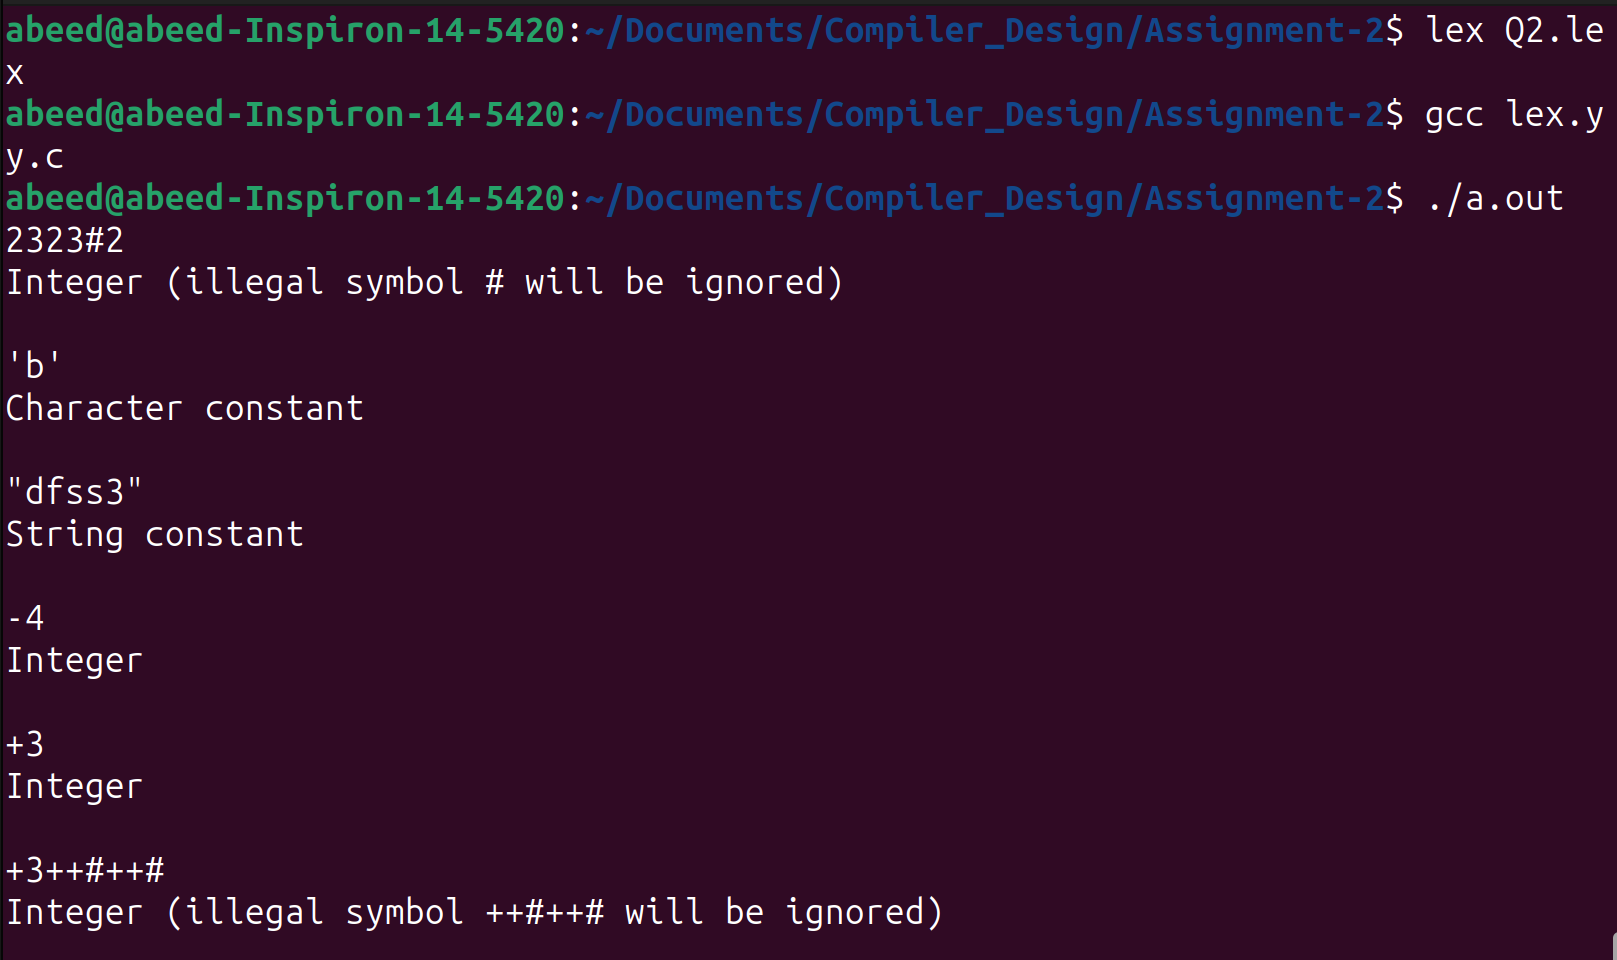 abeed@abeed-Inspiron-14-5420:~/Documents/Compiler_Design/Assignment-2$ lex Q2.le
x
abeed@abeed-Inspiron-14-5420:~/Documents/Compiler_Design/Assignment-2$ gcc lex.y
y.c
abeed@abeed-Inspiron-14-5420:~/Documents/Compiler_Design/Assignment-2$ ./a.out
2323#2
Integer (illegal symbol # will be ignored)
'b'
Character constant
"dfss3"
String constant
-4
Integer
+3
Integer
+3++#++#
Integer (illegal symbol ++#++# will be ignored)